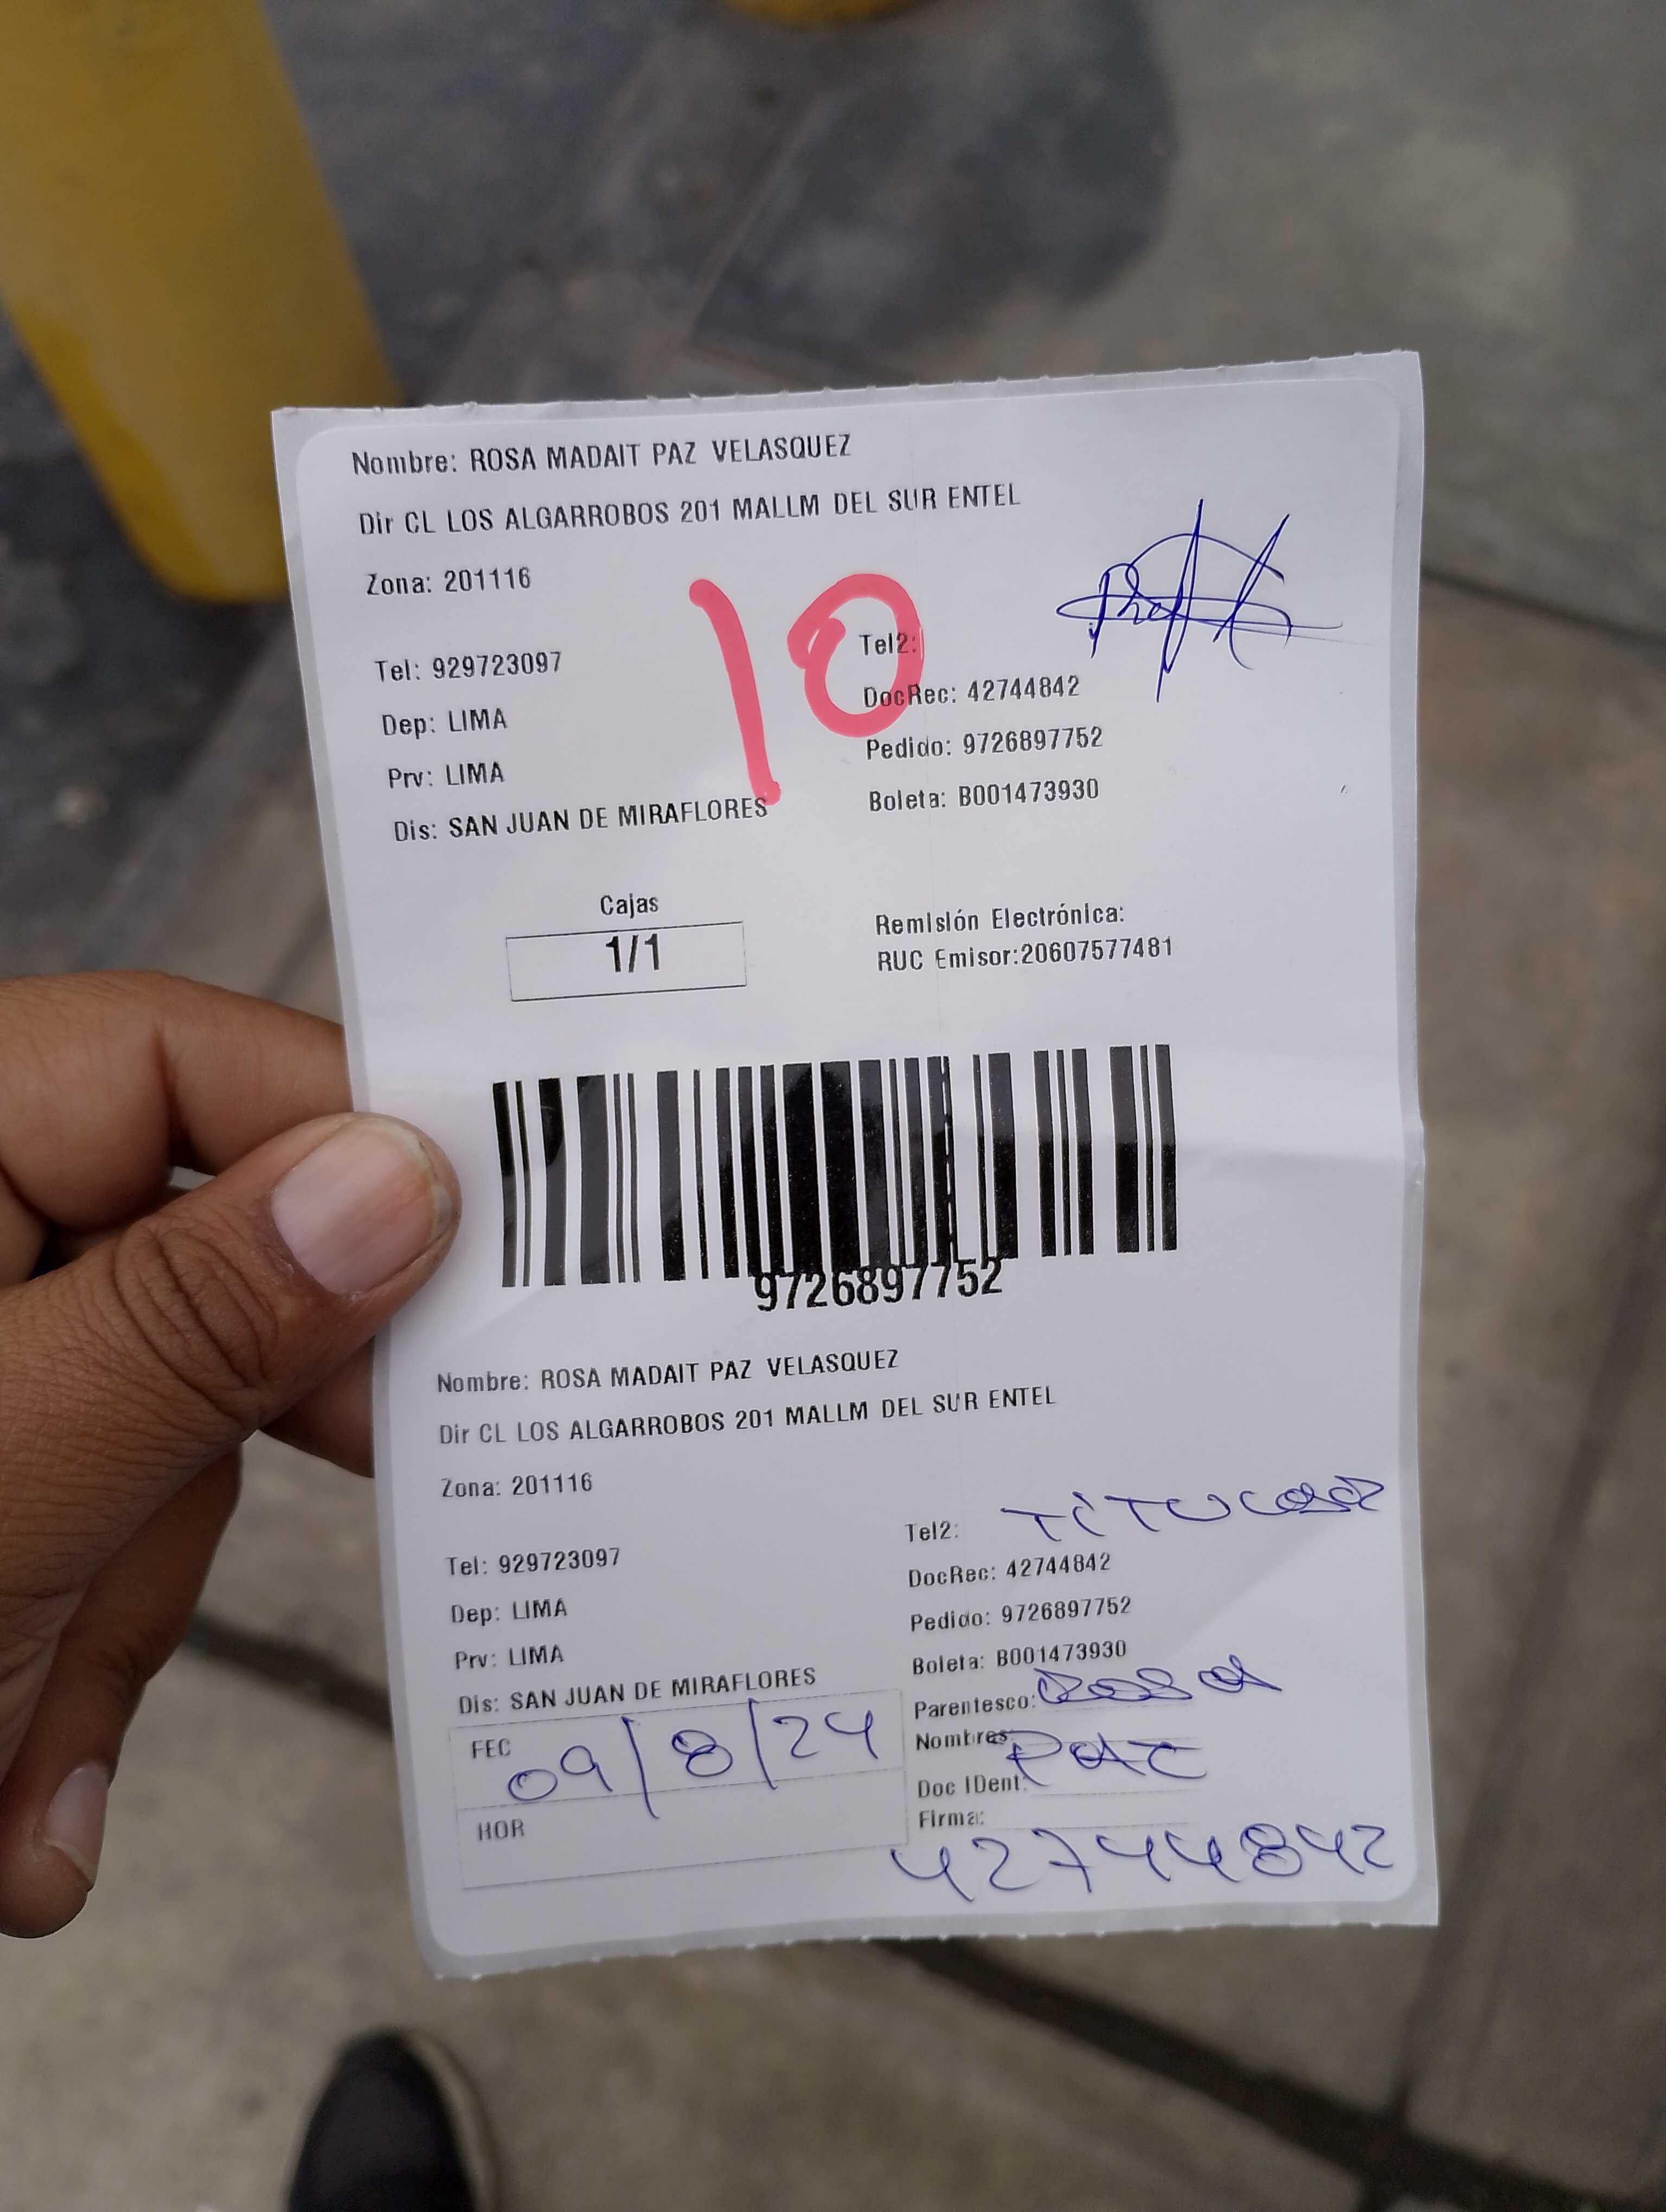 Nombre: ROSA MADAIT PAZ VELASQUEZ
Dir CL LOS ALGARROBOS 201 MALLM DEL SUR ENTEL
Zona: 201116
10
Tel: 929723097
Tel2:
Dep: LIMA
DocRec: 42744842
Prv: LIMA
Pedido: 9726897752
Dis: SAN JUAN DE MIRAFLORES
Boleta: B001473930
Cajas
1/1
Remisión Electrónica:
RUC Emisor:20607577481
9726897752
Nombre: ROSA MADAIT PAZ VELASQUEZ
Dir CL LOS ALGARROBOS 201 MALLM DEL SUR ENTEL
Zona: 201116
Tel: 929723097
Tel2:
Dep: LIMA
DocRec: 42744842
Prv: LIMA
Pedido: 9726897752
Dis: SAN JUAN DE MIRAFLORES
Boleta: B001473930
Parentesco: Rosa
Nombres: PAZ
Doc IDent:
Firma:
42744842
FEC 09/8/24
HOR